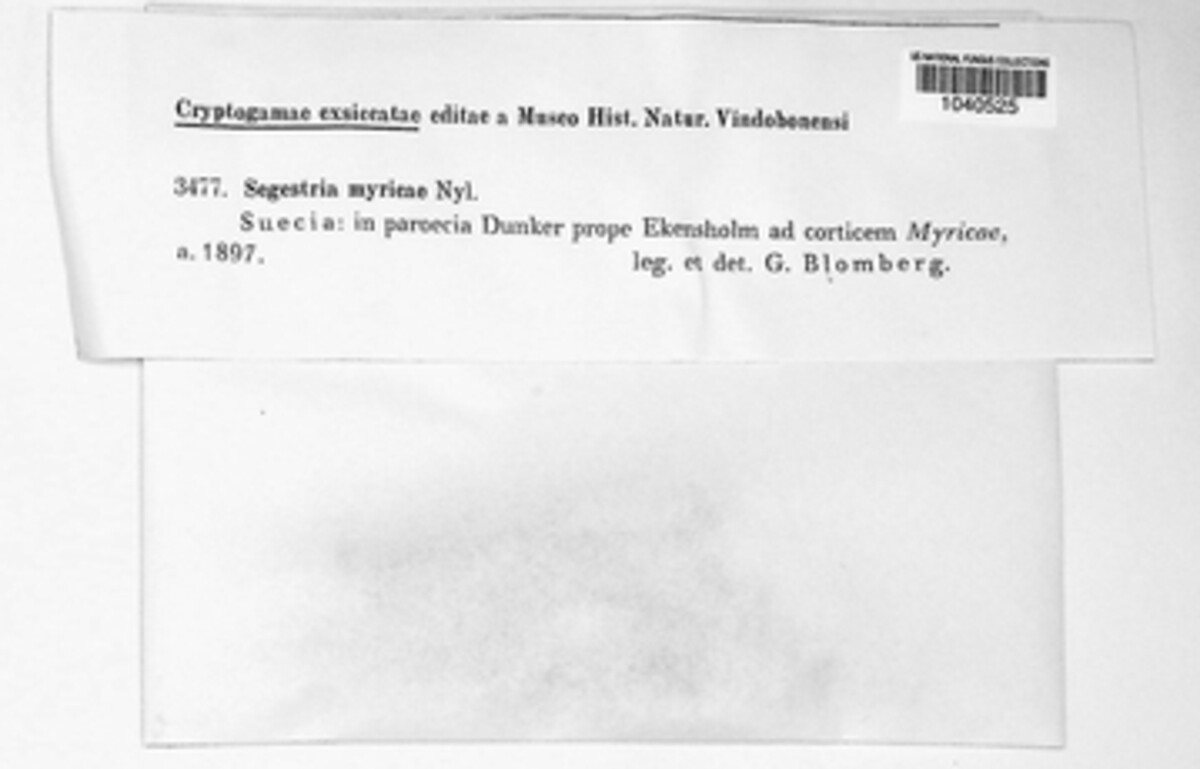 US NATIONAL FUNGUS COLLECTIONS
1040525
Cryptogamae exsiccatae editae a Museo Hist. Natur. Vindobonensi
3477. Segestria myricae Nyl.
Suecia: in paroecia Dunker prope Ekensholm ad corticem Myricae,
a. 1897. leg. et det. G. Blomberg.